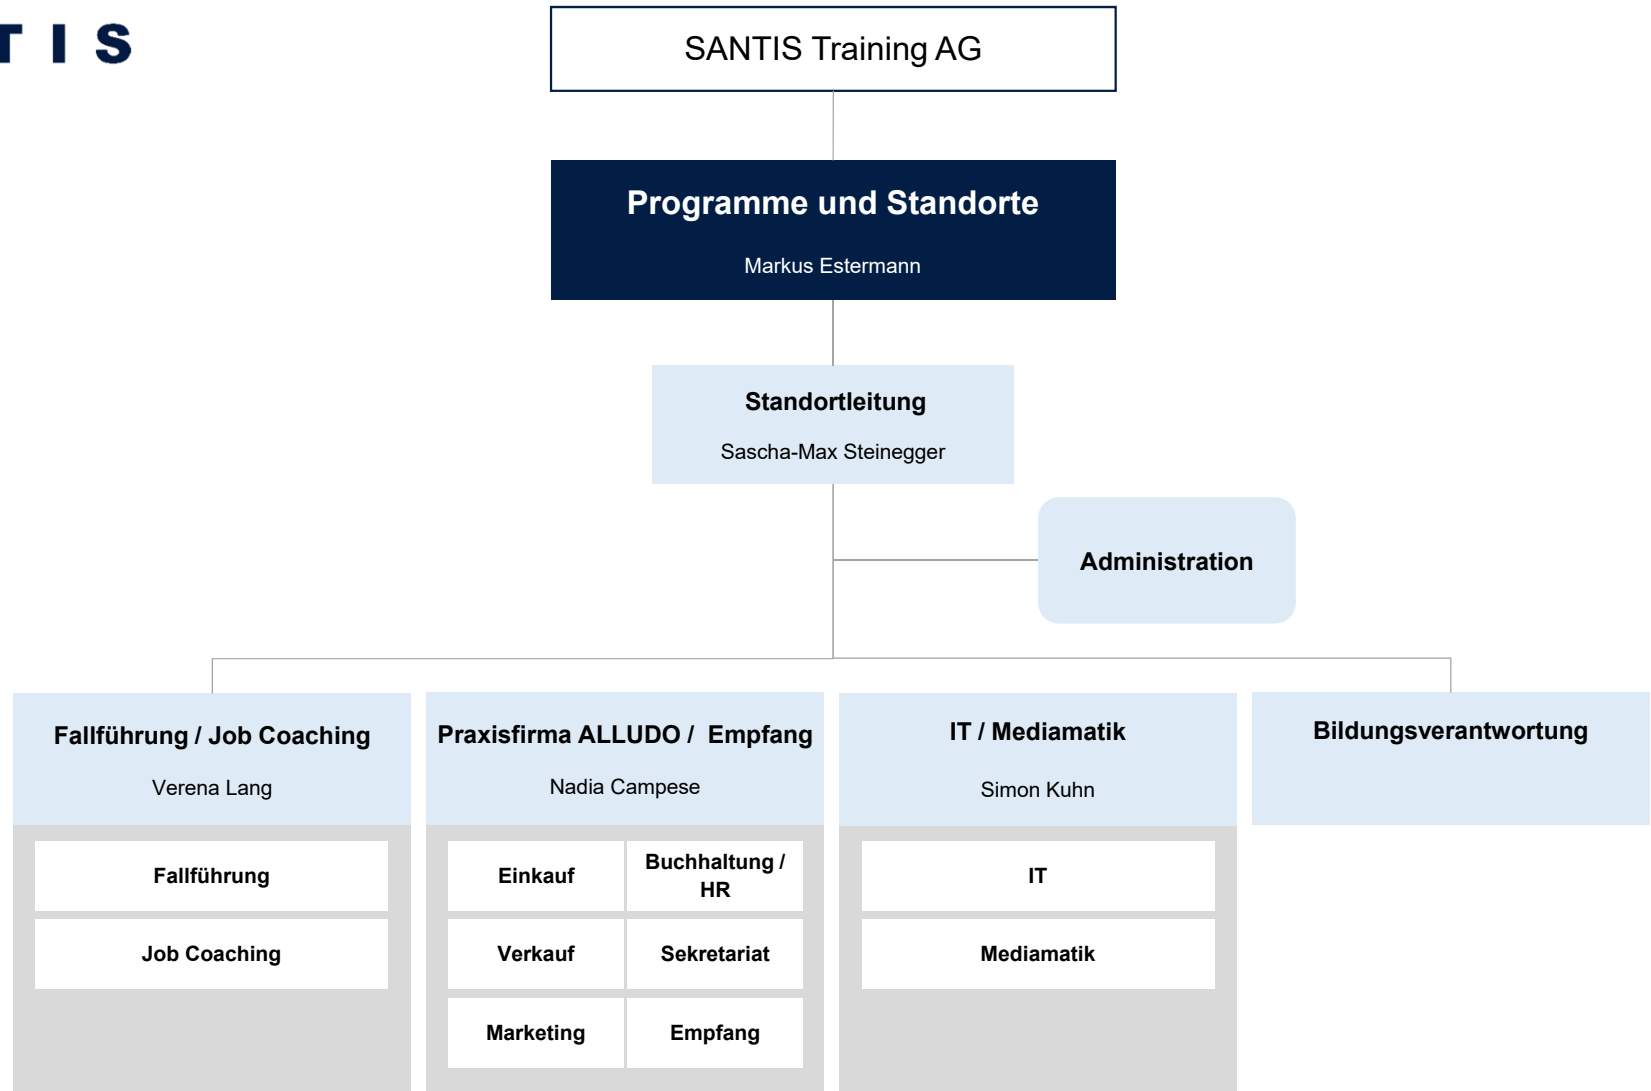 T I S
SANTIS Training AG
Programme und Standorte
Markus Estermann
Standortleitung
Sascha-Max Steinegger
Administration
Fallführung / Job Coaching
Verena Lang
Fallführung
Job Coaching
Praxisfirma ALLUDO / Empfang
Nadia Campese
Einkauf
Buchhaltung /
HR
Verkauf
Sekretariat
Marketing
Empfang
IT / Mediamatik
Simon Kuhn
IT
Mediamatik
Bildungsverantwortung